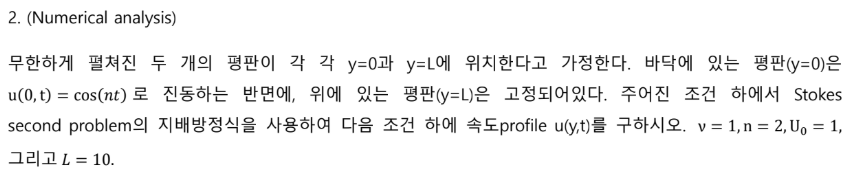 2. (Numerical analysis)
무한하게 펼쳐진 두 개의 평판이 각 각 y=0과 y=L에 위치한다고 가정한다. 바닥에 있는 평판(y=0)은
u(0, t) = cos(nt) 로 진동하는 반면에, 위에 있는 평판(y=L)은 고정되어있다. 주어진 조건 하에서 Stokes
second problem의 지배방정식을 사용하여 다음 조건 하에 속도profile u(y,t)를 구하시오. ν = 1, n = 2, U₀ = 1,
그리고 L = 10.